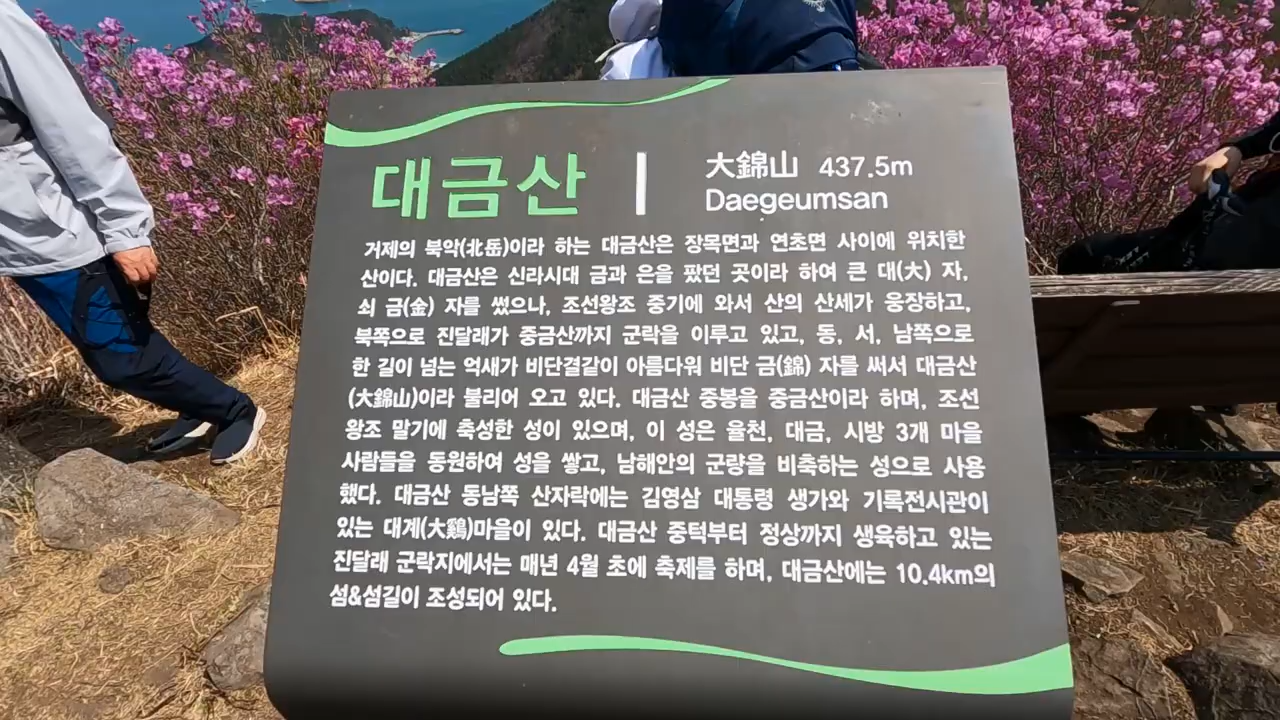 대금산 | 大錦山 437.5m
Daegeumsan
거제의 북악(北岳)이라 하는 대금산은 장목면과 연초면 사이에 위치한
산이다. 대금산은 신라시대 금과 은을 팠던 곳이라 하여 큰 대(大) 자,
쇠 금(金) 자를 썼으나, 조선왕조 중기에 와서 산의 산세가 웅장하고,
북쪽으로 진달래가 중금산까지 군락을 이루고 있고, 동, 서, 남쪽으로
한 길이 넘는 억새가 비단결같이 아름다워 비단 금(錦) 자를 써서 대금산
(大錦山)이라 불리어 오고 있다. 대금산 중봉을 중금산이라 하며, 조선
왕조 말기에 축성한 성이 있으며, 이 성은 율천, 대금, 시방 3개 마을
사람들을 동원하여 성을 쌓고, 남해안의 군량을 비축하는 성으로 사용
했다. 대금산 동남쪽 산자락에는 김영삼 대통령 생가와 기록전시관이
있는 대계(大鷄)마을이 있다. 대금산 중턱부터 정상까지 생육하고 있는
진달래 군락지에서는 매년 4월 초에 축제를 하며, 대금산에는 10.4km의
섬&섬길이 조성되어 있다.